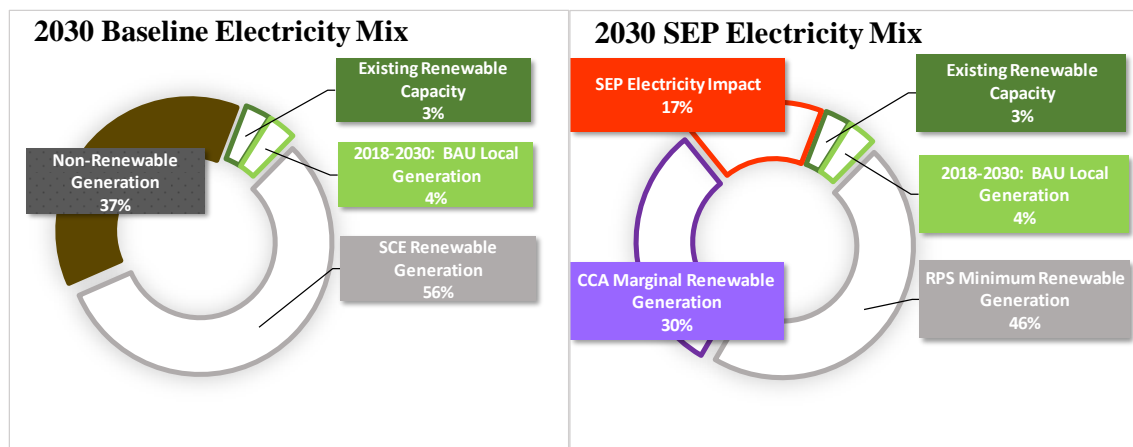 2030 Baseline Electricity Mix
Existing Renewable
Capacity
3%
Non-Renewable
Generation
37%
2018-2030: BAU Local
Generation
4%
SCE Renewable
Generation
56%
2030 SEP Electricity Mix
SEP Electricity Impact
17%
Existing Renewable
Capacity
3%
2018-2030: BAU Local
Generation
4%
CCA Marginal Renewable
Generation
30%
RPS Minimum Renewable
Generation
46%